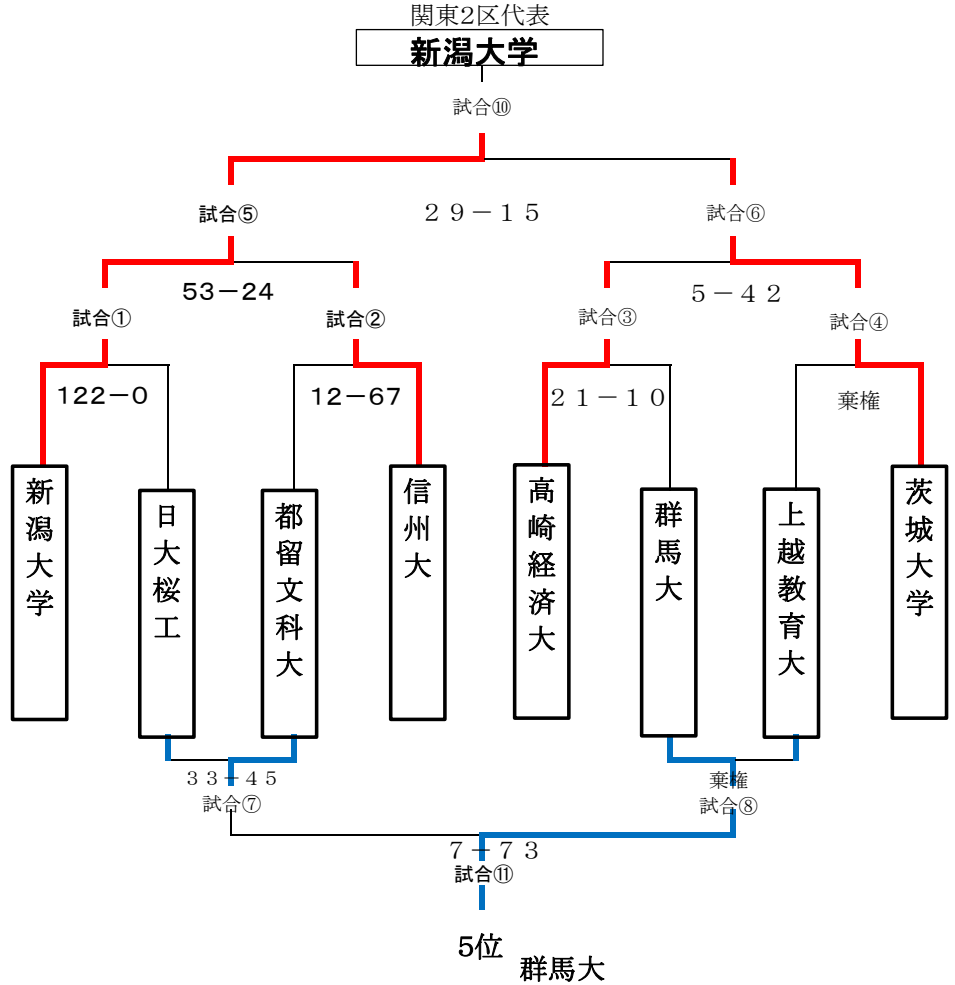 関東2区代表
新潟大学
試合⑩
試合⑤
２９－１５
試合⑥
53－24
５－４２
試合①
試合②
試合③
試合④
122－0
12－67
２１－１０
棄権
新潟大学
日大桜工
都留文科大
信州大
高崎経済大
群馬大
上越教育大
茨城大学
３３－４５
棄権
試合⑦
試合⑧
７－７３
試合⑪
5位
群馬大